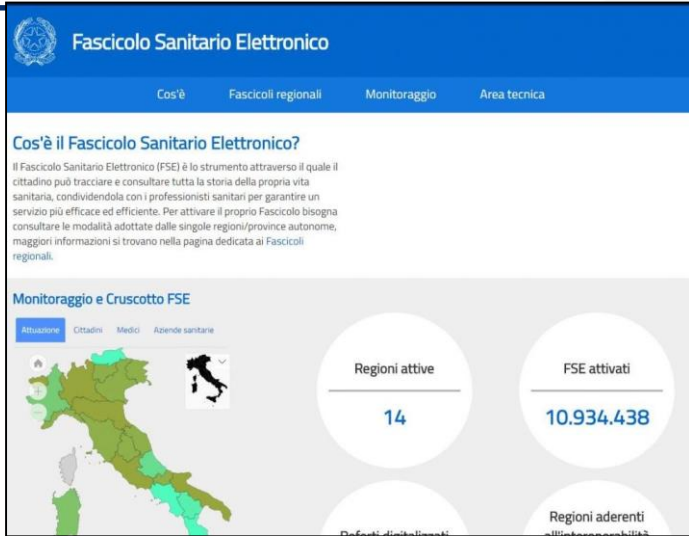 Fascicolo Sanitario Elettronico
Cos'è Fascicoli regionali Monitoraggio Area tecnica
Cos'è il Fascicolo Sanitario Elettronico?
Il Fascicolo Sanitario Elettronico (FSE) è lo strumento attraverso il quale il
cittadino può tracciare e consultare tutta la storia della propria vita
sanitaria, condividendola con i professionisti sanitari per garantire un
servizio più efficace ed efficiente. Per attivare il proprio Fascicolo bisogna
consultare le modalità adottate dalle singole regioni/province autonome,
maggiori informazioni si trovano nella pagina dedicata ai Fascicoli
regionali.
Monitoraggio e Cruscotto FSE
Attuazione Cittadini Medici Aziende sanitarie
Regioni attive
14
FSE attivati
10.934.438
Referti digitalizzati
Regioni aderenti
all'interoperabilità